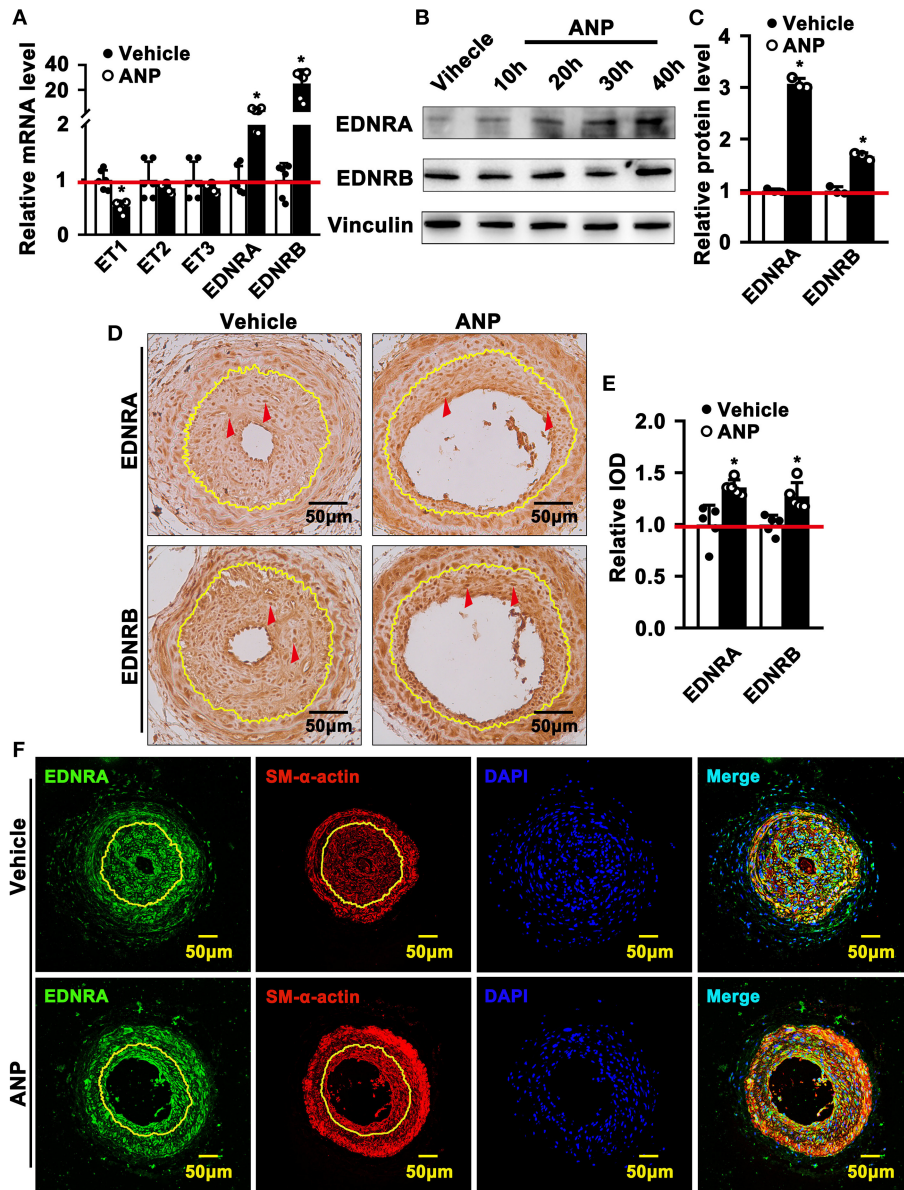 A
Relative mRNA level
Vehicle
ANP
40
20
2
1
0
*
*
*
ET1
ET2
ET3
EDNRA
EDNRB
B
ANP
Vihecle
10h
20h
30h
40h
EDNRA
EDNRB
Vinculin
C
Relative protein level
Vehicle
ANP
4
3
2
1
0
*
*
EDNRA
EDNRB
D
Vehicle
ANP
EDNRA
50µm
50µm
EDNRB
50µm
50µm
E
Relative IOD
Vehicle
ANP
2.0
1.5
1.0
0.5
0.0
*
*
EDNRA
EDNRB
F
Vehicle
EDNRA
SM-α-actin
DAPI
Merge
50µm
50µm
50µm
50µm
ANP
EDNRA
SM-α-actin
DAPI
Merge
50µm
50µm
50µm
50µm